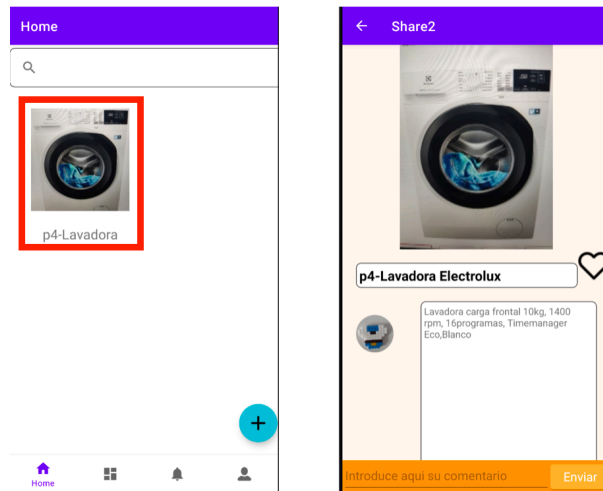 Home
p4-Lavadora
Home
Share2
p4-Lavadora Electrolux
Lavadora carga frontal 10kg, 1400
rpm, 16programas, Timemanager
Eco,Blanco
Introduce aqui su comentario
Enviar